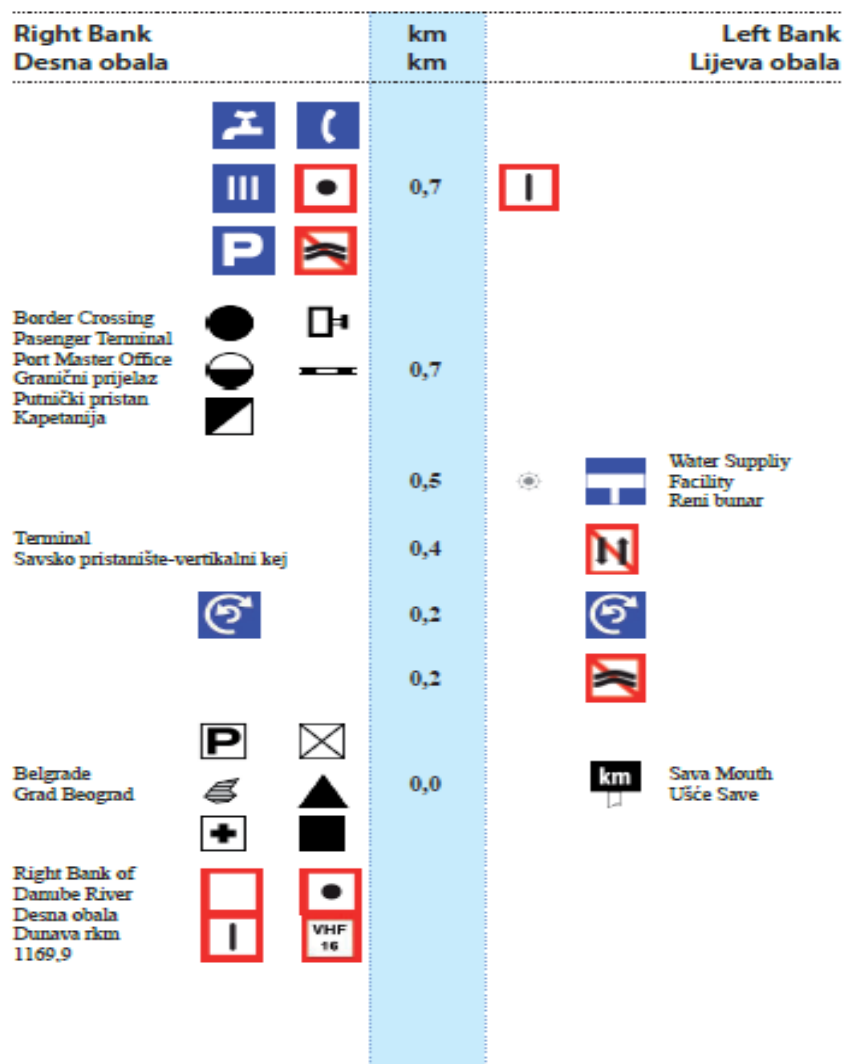 Right Bank km Left Bank
Desna obala km Lijeva obala
0,7
P
Border Crossing
Pasenger Terminal
Port Master Office
Granični prijelaz
Putnički pristan
Kapetanija
0,7
0,5
Water Suppliy
Facility
Reni bunar
Terminal
Savsko pristanište-vertikalni kej
0,4
0,2
0,2
P
Belgrade
Grad Beograd
0,0
km
Sava Mouth
Ušće Save
Right Bank of
Danube River
Desna obala
Dunava rkm
1169,9
VHF
16